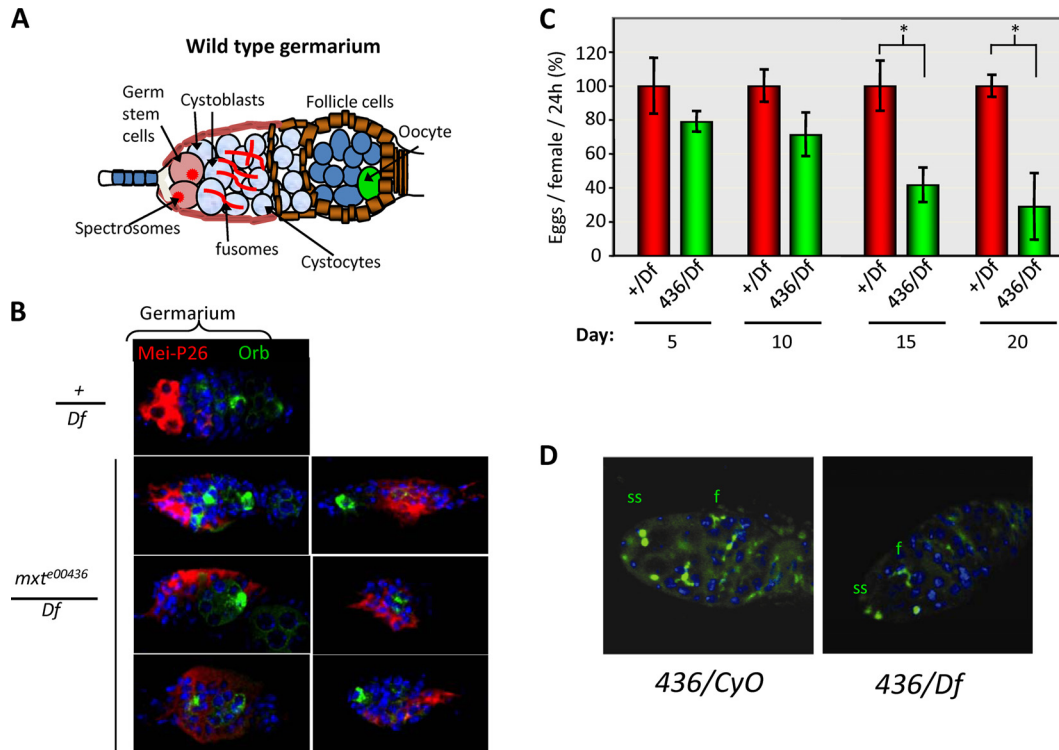 A
Wild type germarium
Germ
stem
cells
Cystoblasts
Follicle cells
Oocyte
Spectrosomes
fusomes
Cystocytes
B
Germarium
Mei-P26
Orb
+
Df
mxt^e00436
Df
C
Eggs / female / 24h (%)
120
100
80
60
40
20
0
*
*
+/Df
436/Df
+/Df
436/Df
+/Df
436/Df
+/Df
436/Df
Day:
5
10
15
20
D
ss
f
436/CyO
ss
f
436/Df